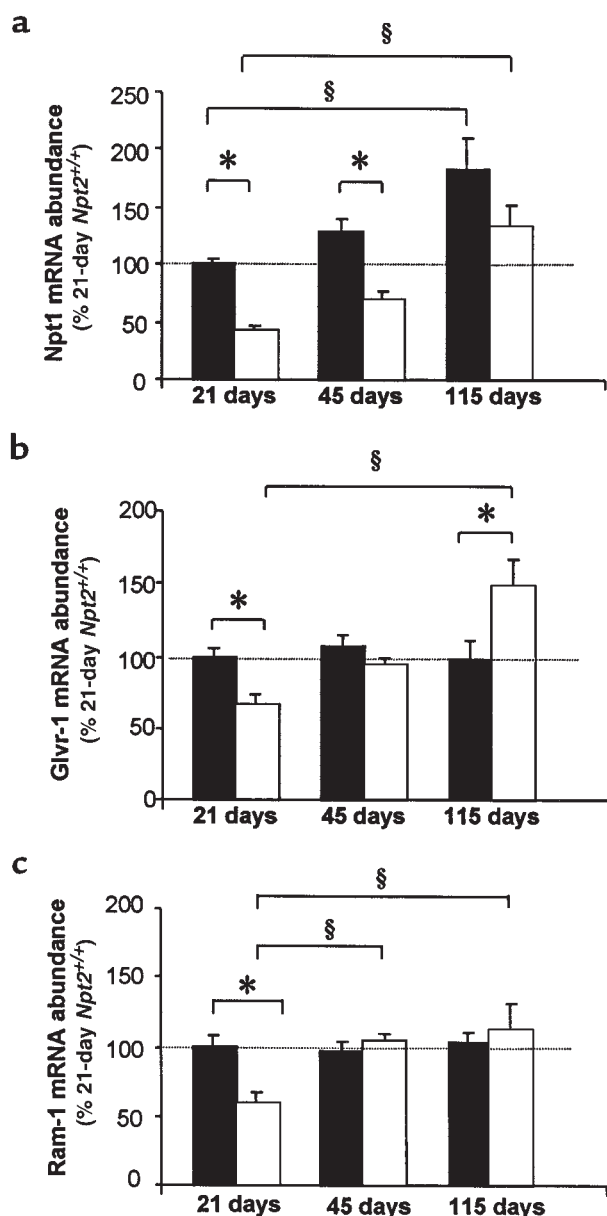 a
§
§
*
*
Npt1 mRNA abundance
(% 21-day Npt2+/+)
250
200
150
100
50
0
21 days
45 days
115 days
b
§
*
*
Glvr-1 mRNA abundance
(% 21-day Npt2+/+)
200
150
100
50
0
21 days
45 days
115 days
c
§
§
*
Ram-1 mRNA abundance
(% 21-day Npt2+/+)
200
150
100
50
0
21 days
45 days
115 days